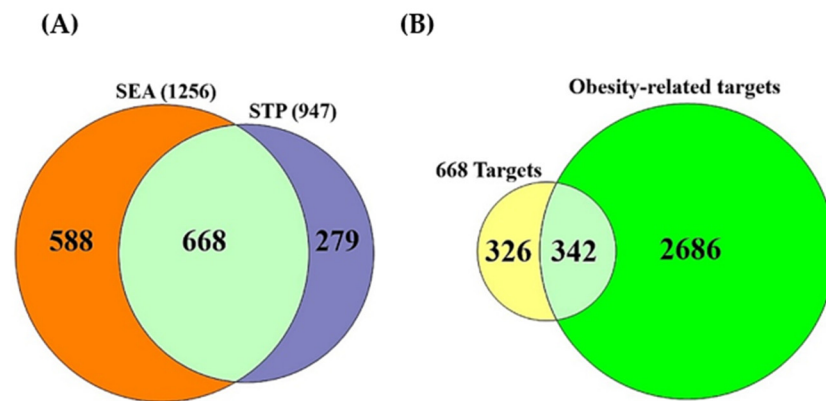 (A)
SEA (1256)
STP (947)
588
668
279
(B)
Obesity-related targets
668 Targets
326
342
2686